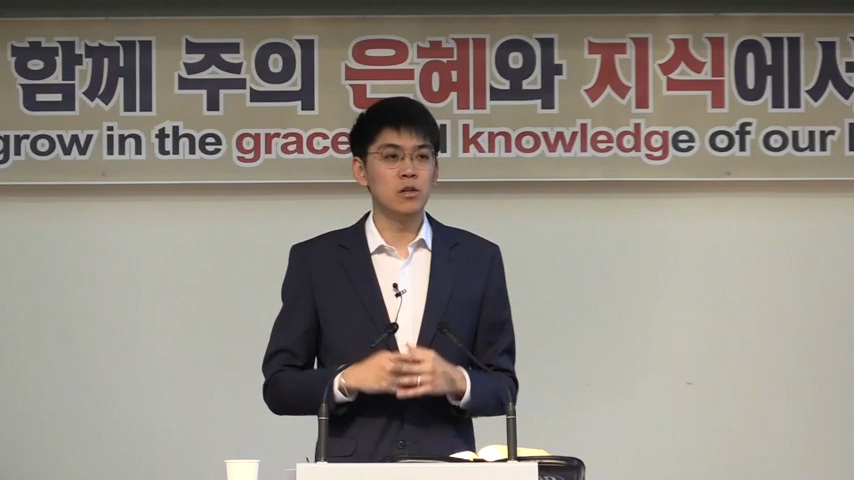 함께 주의 은혜와 지식에서
grow in the grace knowledge of our